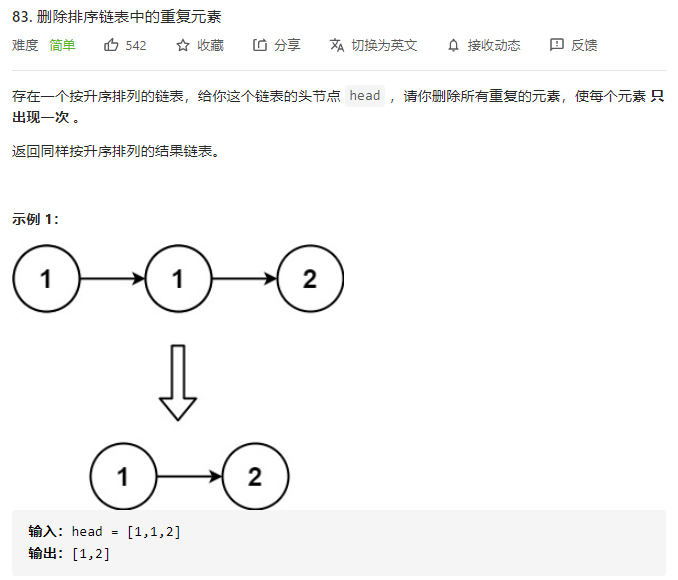 83. 删除排序链表中的重复元素
难度 简单 542 收藏 分享 切换为英文 接收动态 反馈
存在一个按升序排列的链表，给你这个链表的头节点 head ，请你删除所有重复的元素，使每个元素 只
出现一次 。
返回同样按升序排列的结果链表。
示例 1：
1 1 2
1 2
输入：head = [1,1,2]
输出：[1,2]